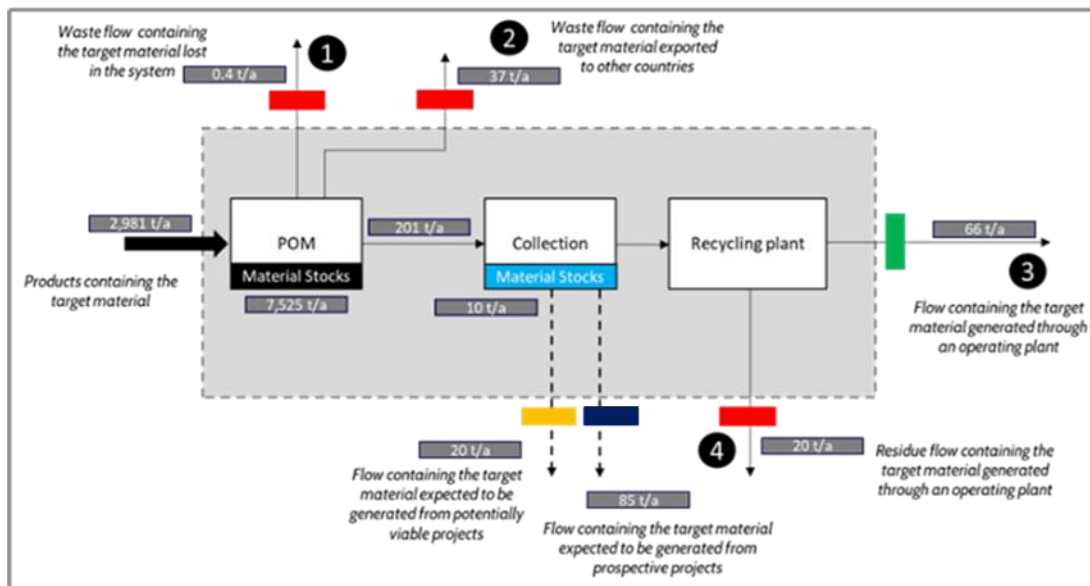 Waste flow containing
the target material lost
in the system
0.4 t/a
1
2
Waste flow containing the
target material exported
to other countries
37 t/a
2,981 t/a
Products containing the
target material
POM
Material Stocks
7,525 t/a
201 t/a
Collection
Material Stocks
10 t/a
Recycling plant
66 t/a
3
Flow containing the target
material generated through
an operating plant
20 t/a
Flow containing the target
material expected to be
generated from potentially
viable projects
85 t/a
Flow containing the target material
expected to be generated from
prospective projects
4
20 t/a
Residue flow containing the
target material generated
through an operating plant